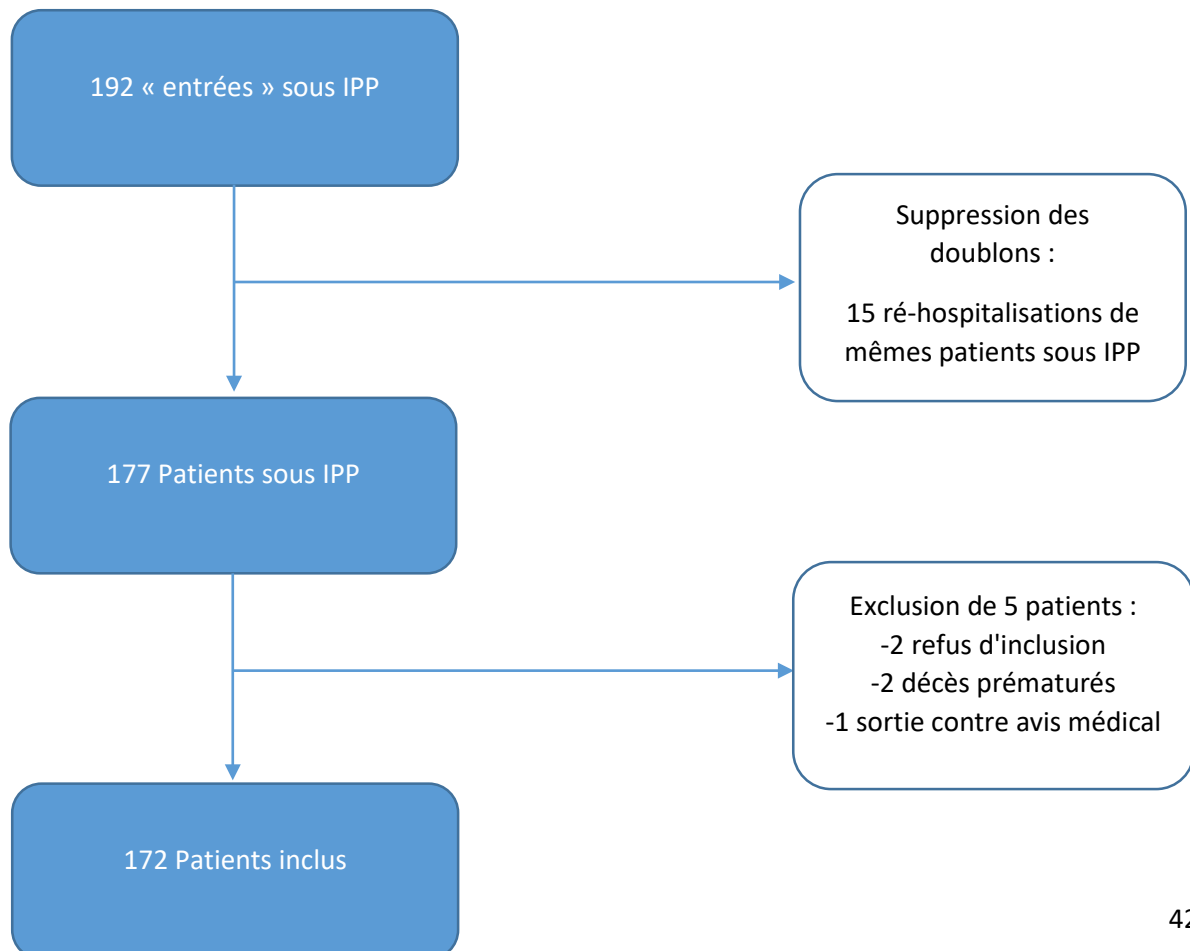 192 « entrées » sous IPP
Suppression des
doublons :
15 ré-hospitalisations de
mêmes patients sous IPP
177 Patients sous IPP
Exclusion de 5 patients :
-2 refus d'inclusion
-2 décès prématurés
-1 sortie contre avis médical
172 Patients inclus
42